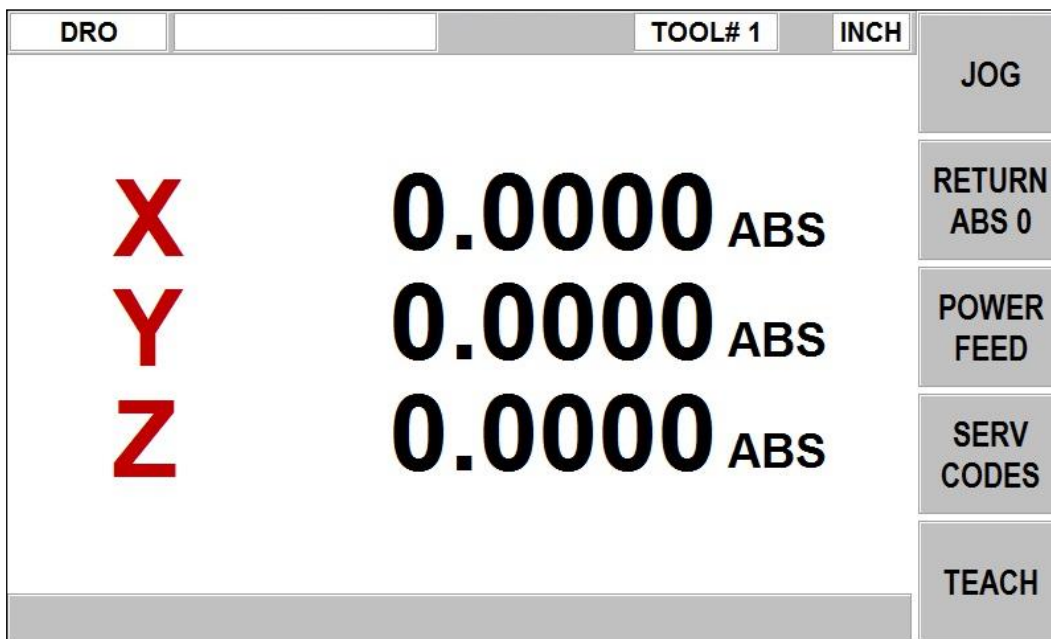 DRO TOOL# 1 INCH
JOG
X 0.0000 ABS
RETURN
ABS 0
Y 0.0000 ABS
POWER
FEED
Z 0.0000 ABS
SERV
CODES
TEACH